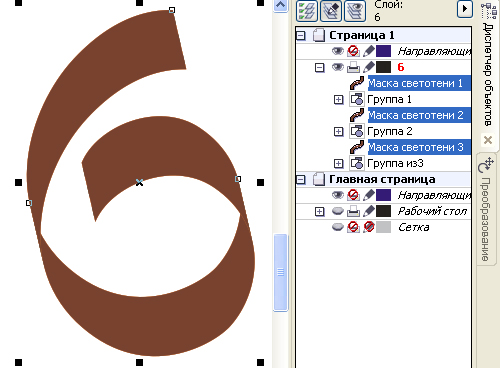 Слой:
6
Страница 1
Направляющи
6
Маска светотени 1
Группа 1
Маска светотени 2
Группа 2
Маска светотени 3
Группа из3
Главная страница
Направляющи
Рабочий стол
Сетка
Диспетчер объектов
Преобразование
6